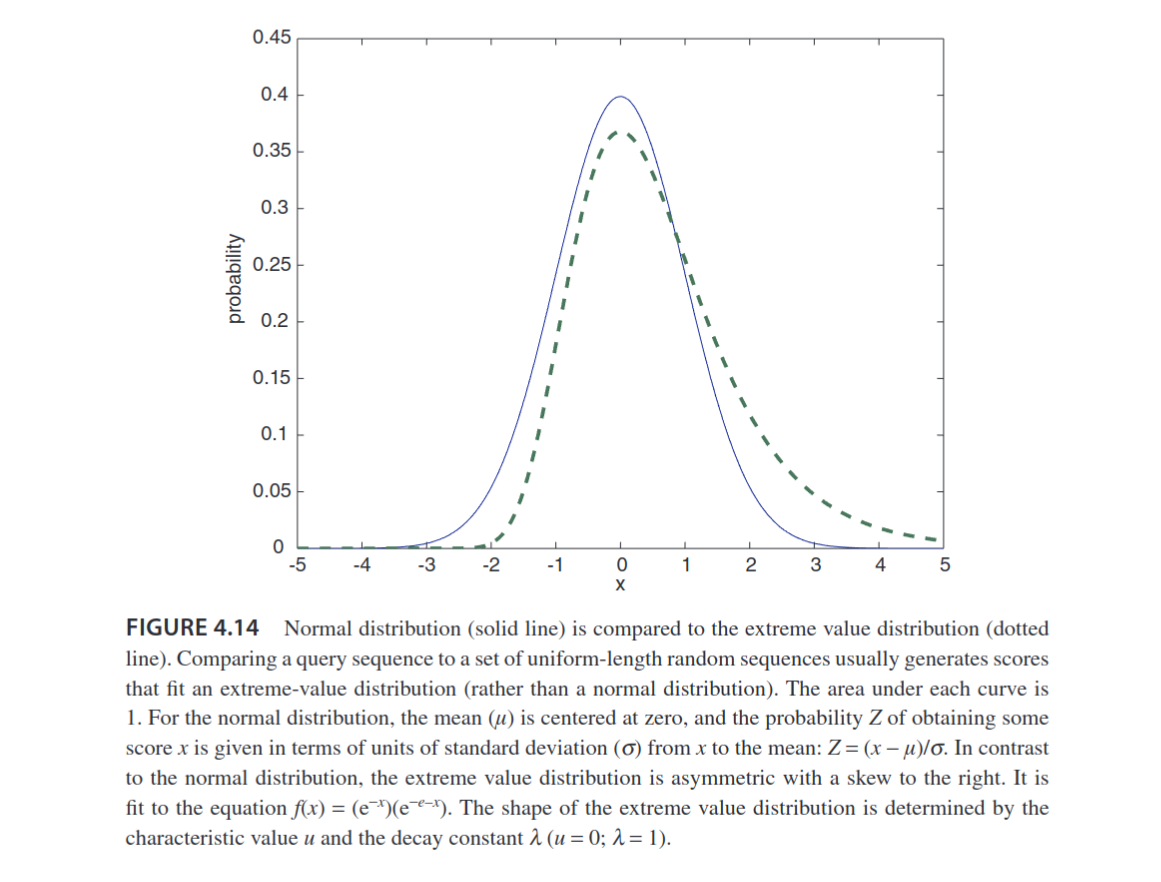 0.45
0.4
0.35
0.3
0.25
0.2
0.15
0.1
0.05
0
probability
-5 -4 -3 -2 -1 0 1 2 3 4 5
x
FIGURE 4.14 Normal distribution (solid line) is compared to the extreme value distribution (dotted
line). Comparing a query sequence to a set of uniform-length random sequences usually generates scores
that fit an extreme-value distribution (rather than a normal distribution). The area under each curve is
1. For the normal distribution, the mean (μ) is centered at zero, and the probability Z of obtaining some
score x is given in terms of units of standard deviation (σ) from x to the mean: Z = (x – μ)/σ. In contrast
to the normal distribution, the extreme value distribution is asymmetric with a skew to the right. It is
fit to the equation f(x) = (e⁻ˣ)(e⁻ᵉ⁻ˣ). The shape of the extreme value distribution is determined by the
characteristic value u and the decay constant λ (u = 0; λ = 1).